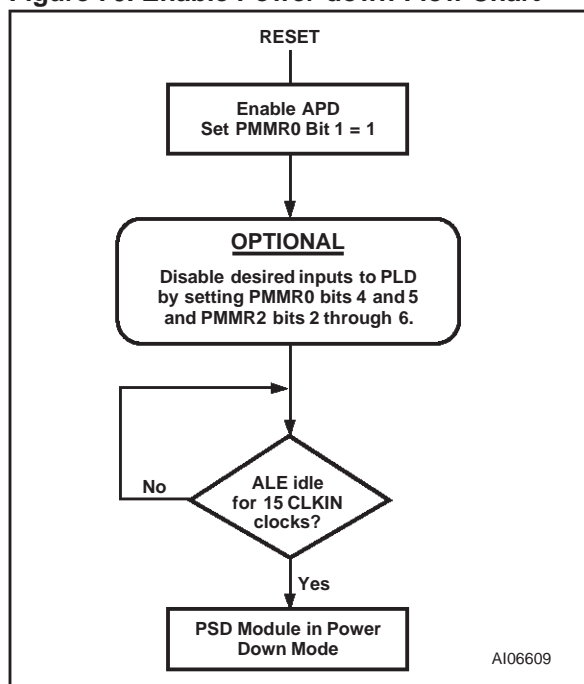 Figure Enable Power-down Flow Chart
RESET
Enable APD
Set PMMR0 Bit 1 = 1
OPTIONAL
Disable desired inputs to PLD
by setting PMMR0 bits 4 and 5
and PMMR2 bits 2 through 6.
No
ALE idle
for 15 CLKIN
clocks?
Yes
PSD Module in Power
Down Mode
AI06609